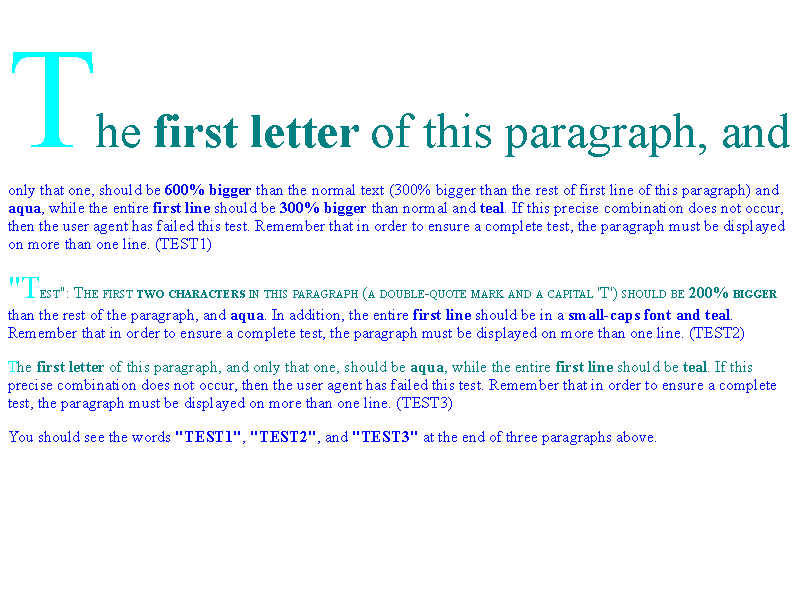 The first letter of this paragraph, and
only that one, should be 600% bigger than the normal text (300% bigger than the rest of first line of this paragraph) and
aqua, while the entire first line should be 300% bigger than normal and teal. If this precise combination does not occur,
then the user agent has failed this test. Remember that in order to ensure a complete test, the paragraph must be displayed
on more than one line. (TEST1)
"Test": The first two characters in this paragraph (a double-quote mark and a capital 'T') should be 200% bigger
than the rest of the paragraph, and aqua. In addition, the entire first line should be in a small-caps font and teal.
Remember that in order to ensure a complete test, the paragraph must be displayed on more than one line. (TEST2)
The first letter of this paragraph, and only that one, should be aqua, while the entire first line should be teal. If this
precise combination does not occur, then the user agent has failed this test. Remember that in order to ensure a complete
test, the paragraph must be displayed on more than one line. (TEST3)
You should see the words "TEST1", "TEST2", and "TEST3" at the end of three paragraphs above.